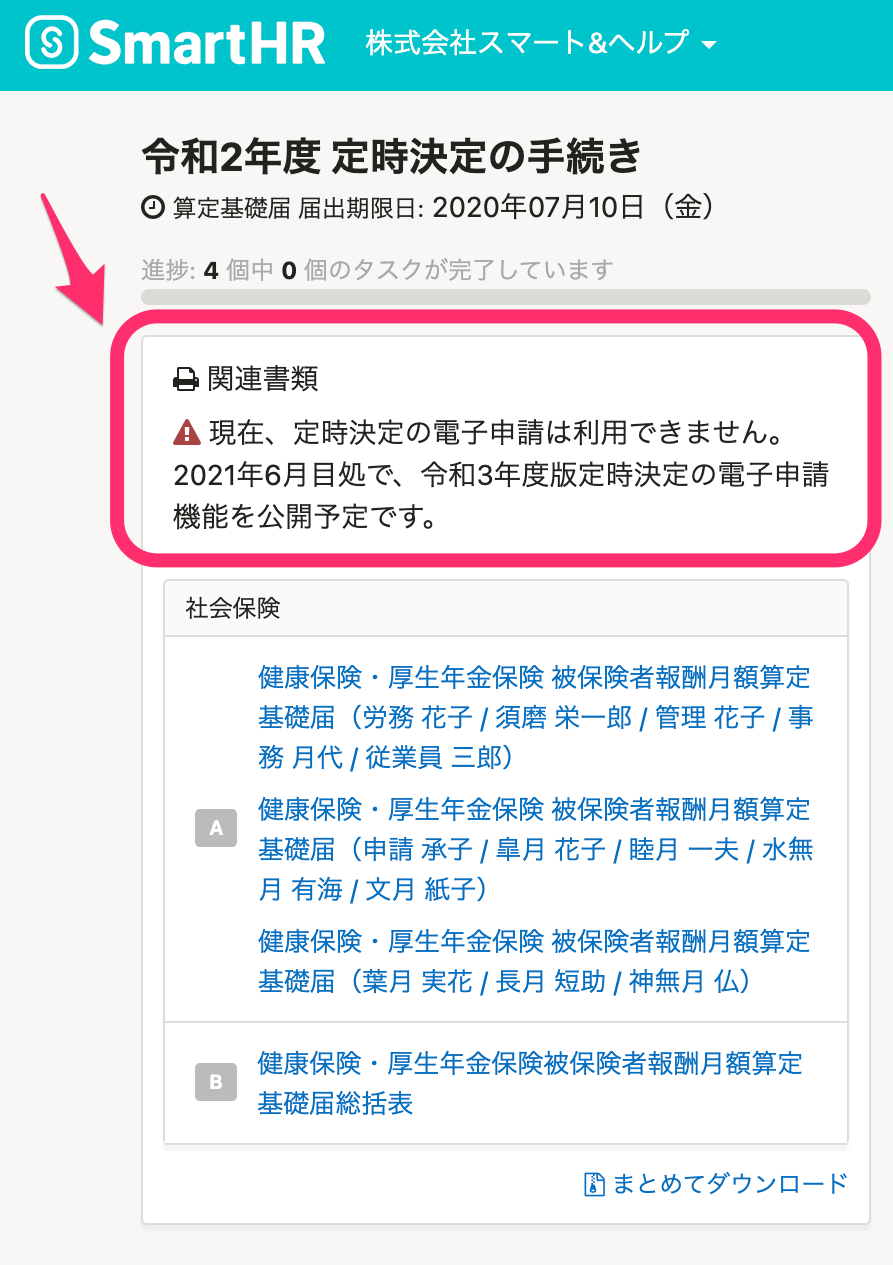 SmartHR 株式会社スマート&ヘルプ
令和2年度 定時決定の手続き
算定基礎届 届出期限日: 2020年07月10日（金）
進捗: 4 個中 0 個のタスクが完了しています
関連書類
現在、定時決定の電子申請は利用できません。
2021年6月目処で、令和3年度版定時決定の電子申請
機能を公開予定です。
社会保険
健康保険・厚生年金保険 被保険者報酬月額算定
基礎届（労務 花子 / 須磨 栄一郎 / 管理 花子 / 事
務 月代 / 従業員 三郎）
A
健康保険・厚生年金保険 被保険者報酬月額算定
基礎届（申請 承子 / 皐月 花子 / 睦月 一夫 / 水無
月 有海 / 文月 紙子）
健康保険・厚生年金保険 被保険者報酬月額算定
基礎届（葉月 実花 / 長月 短助 / 神無月 仏）
B
健康保険・厚生年金保険被保険者報酬月額算定
基礎届総括表
まとめてダウンロード